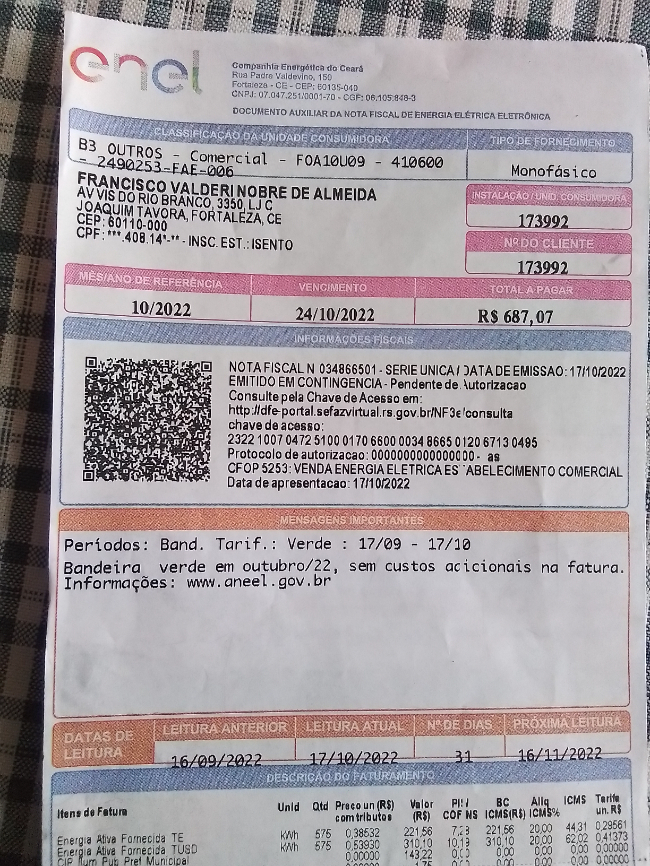 enel
Companhia Energética do Ceará
Rua Padre Valdevino, 150
Fortaleza - CE - CEP: 60135-040
CNPJ: 07.047.251/0001-70 - CGF: 06.105.848-3
DOCUMENTO AUXILIAR DA NOTA FISCAL DE ENERGIA ELÉTRICA ELETRÔNICA
CLASSIFICAÇÃO DA UNIDADE CONSUMIDORA
TIPO DE FORNECIMENTO
B3 OUTROS - Comercial - FOA10U09 - 410600
- 2490253-FAE-006
Monofásico
FRANCISCO VALDERI NOBRE DE ALMEIDA
AV VIS DO RIO BRANCO, 3350, LJ C
JOAQUIM TAVORA, FORTALEZA, CE
CEP: 60110-000
CPF: ***.408.14*-** - INSC. EST.: ISENTO
INSTALAÇÃO / UNID. CONSUMIDORA
173992
Nº DO CLIENTE
173992
MÊS/ANO DE REFERÊNCIA
VENCIMENTO
TOTAL A PAGAR
10/2022
24/10/2022
R$ 687,07
INFORMAÇÕES FISCAIS
NOTA FISCAL N 034866501 - SERIE UNICA / DATA DE EMISSAO: 17/10/2022
EMITIDO EM CONTINGENCIA - Pendente de Autorizacao
Consulte pela Chave de Acesso em:
http://dfe-portal.sefazvirtual.rs.gov.br/NF3e/consulta
chave de acesso:
2322 1007 0472 5100 0170 6600 0034 8665 0120 6713 0495
Protocolo de autorizacao: 0000000000000000 - as
CFOP 5253: VENDA ENERGIA ELETRICA ES ABELECIMENTO COMERCIAL
Data de apresentacao: 17/10/2022
MENSAGENS IMPORTANTES
Períodos: Band. Tarif.: Verde : 17/09 - 17/10
Bandeira verde em outubro/22, sem custos adicionais na fatura.
Informações: www.aneel.gov.br
DATAS DE LEITURA
LEITURA ANTERIOR
LEITURA ATUAL
Nº DE DIAS
PRÓXIMA LEITURA
16/09/2022
17/10/2022
31
16/11/2022
DESCRIÇÃO DO FATURAMENTO
Itens de Fatura Unid Qtd Preco un (R$) com tributos Valor (R$) PIS/ COFINS BC ICMS(R$) Aliq ICMS% ICMS Tarifa un. R$
Energia Ativa Fornecida TE kWh 575 0,38532 221,56 7,23 221,56 20,00 44,31 0,29561
Energia Ativa Fornecida TUSD kWh 575 0,53930 310,10 10,13 310,10 20,00 62,02 0,41373
CIP Ilum Pub Pref Municipal 0,00000 143,22 0,00 0,00 0,00 0,00 0,00000